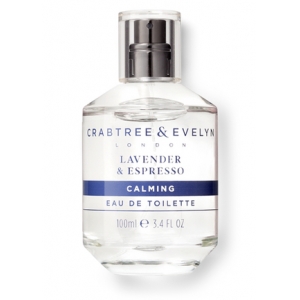 CRABTREE & EVELYN
LONDON
LAVENDER
& ESPRESSO
CALMING
EAU DE TOILETTE
100ml ℮ 3.4 FL OZ